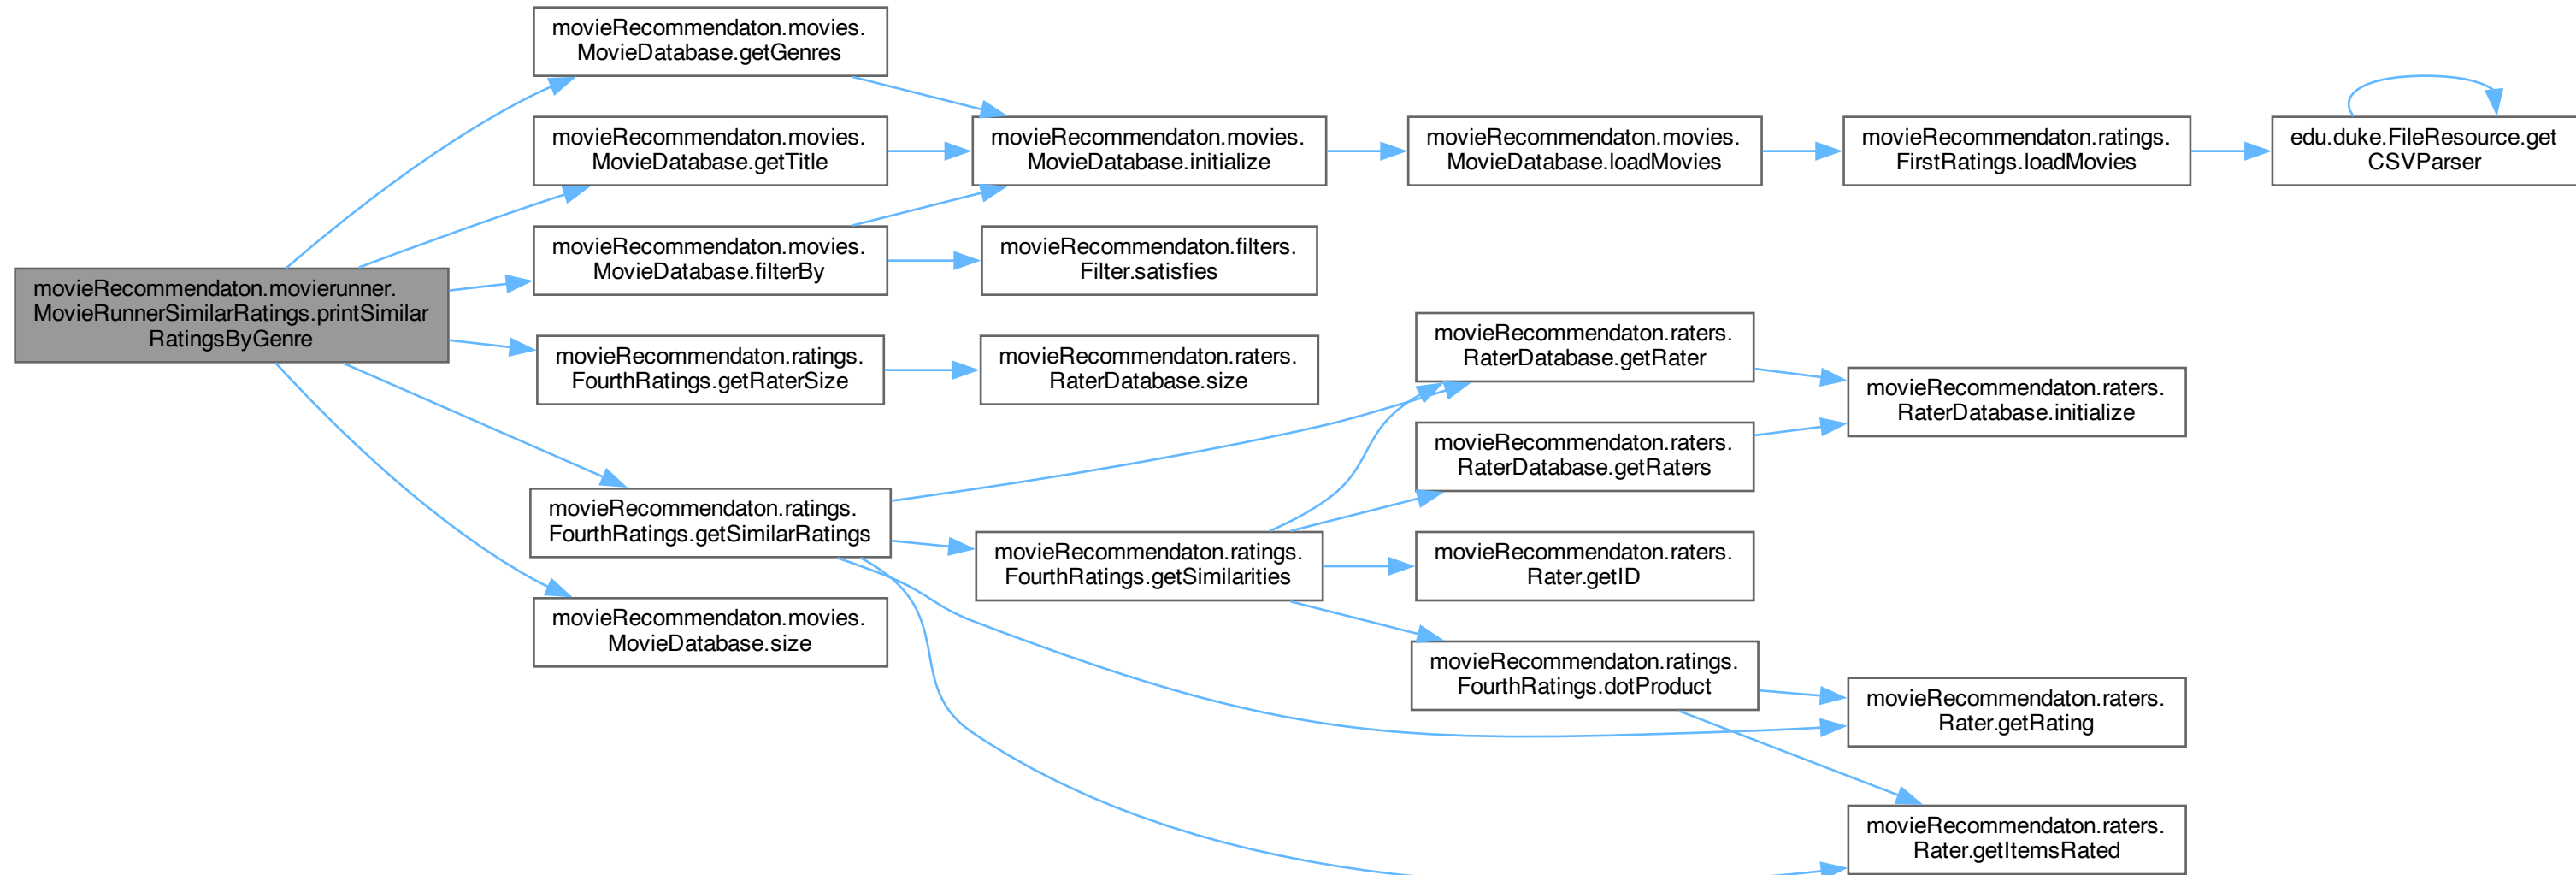 movieRecommendaton.movierunner.
MovieRunnerSimilarRatings.printSimilar
RatingsByGenre
movieRecommendaton.movies.
MovieDatabase.getGenres
movieRecommendaton.movies.
MovieDatabase.getTitle
movieRecommendaton.movies.
MovieDatabase.filterBy
movieRecommendaton.ratings.
FourthRatings.getRaterSize
movieRecommendaton.ratings.
FourthRatings.getSimilarRatings
movieRecommendaton.movies.
MovieDatabase.size
movieRecommendaton.movies.
MovieDatabase.initialize
movieRecommendaton.filters.
Filter.satisfies
movieRecommendaton.raters.
RaterDatabase.size
movieRecommendaton.ratings.
FourthRatings.getSimilarities
movieRecommendaton.movies.
MovieDatabase.loadMovies
movieRecommendaton.raters.
RaterDatabase.getRater
movieRecommendaton.raters.
RaterDatabase.getRaters
movieRecommendaton.raters.
Rater.getID
movieRecommendaton.ratings.
FourthRatings.dotProduct
movieRecommendaton.ratings.
FirstRatings.loadMovies
movieRecommendaton.raters.
RaterDatabase.initialize
movieRecommendaton.raters.
Rater.getRating
movieRecommendaton.raters.
Rater.getItemsRated
edu.duke.FileResource.get
CSVParser